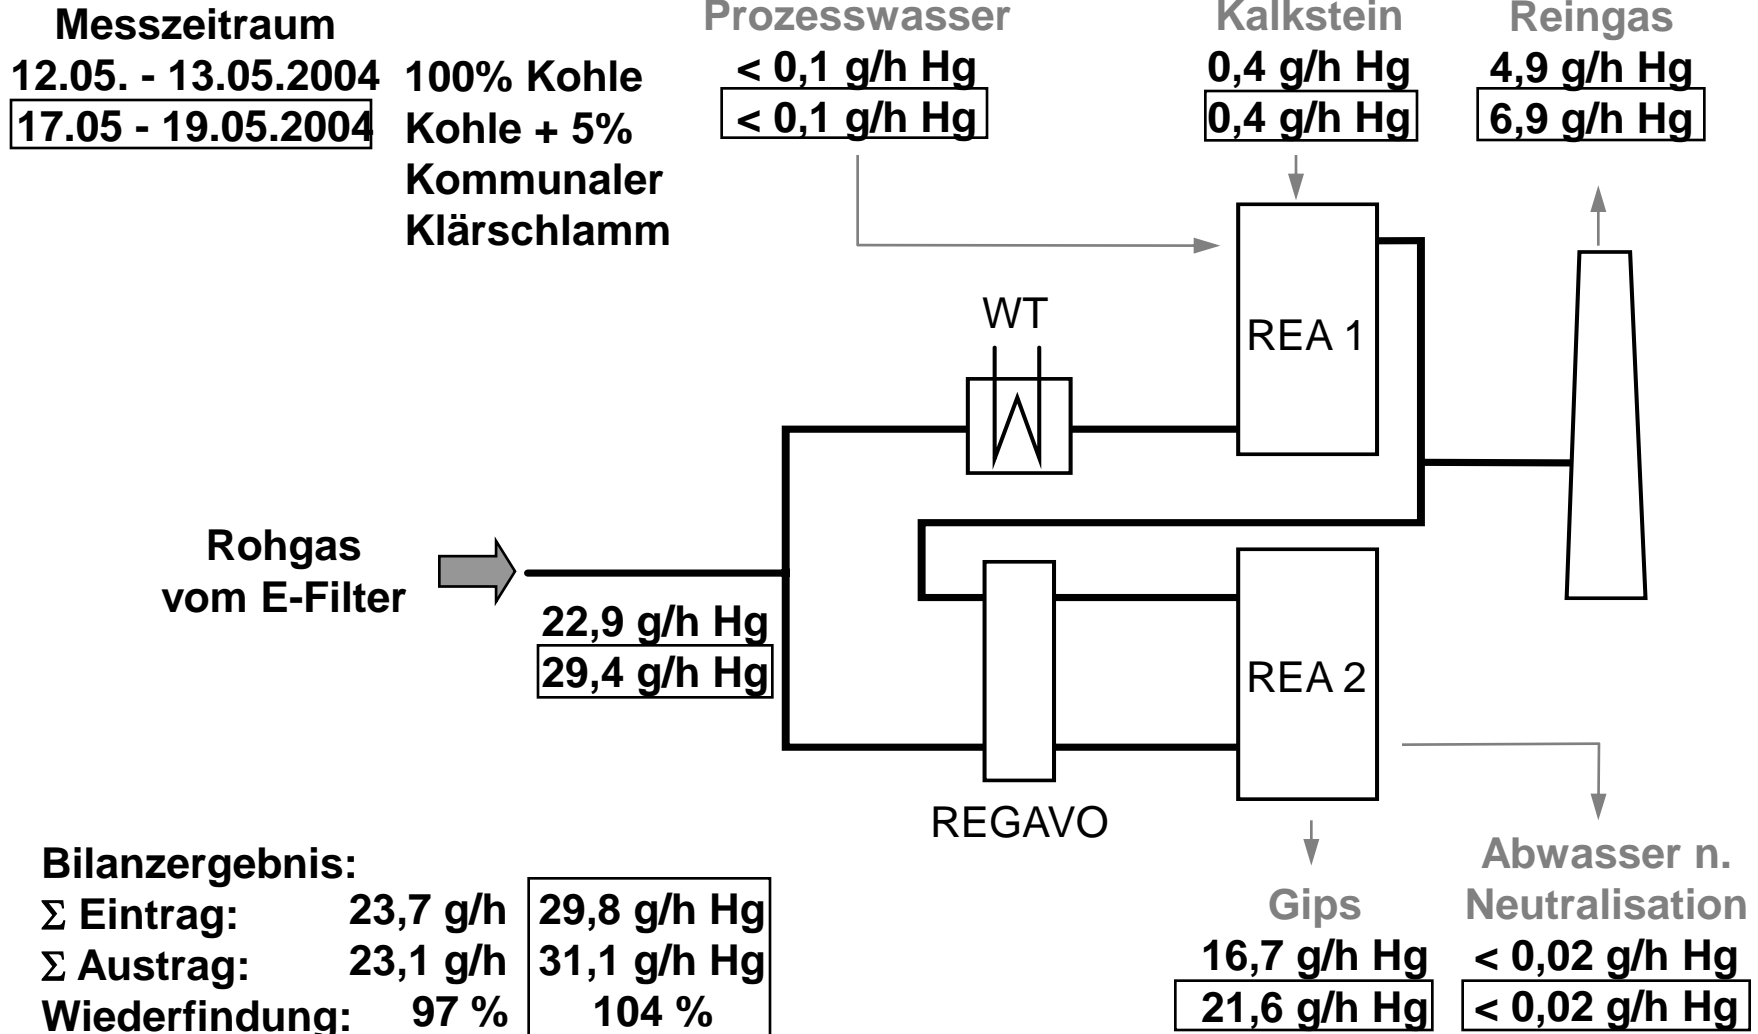 Messzeitraum
12.05. - 13.05.2004 100% Kohle
17.05 - 19.05.2004 Kohle + 5%
Kommunaler
Klärschlamm
Prozesswasser
< 0,1 g/h Hg
< 0,1 g/h Hg
Kalkstein
0,4 g/h Hg
0,4 g/h Hg
Reingas
4,9 g/h Hg
6,9 g/h Hg
WT
REA 1
Rohgas
vom E-Filter
22,9 g/h Hg
29,4 g/h Hg
REA 2
REGAVO
Bilanzergebnis:
Σ Eintrag: 23,7 g/h 29,8 g/h Hg
Σ Austrag: 23,1 g/h 31,1 g/h Hg
Wiederfindung: 97 % 104 %
Gips
16,7 g/h Hg
21,6 g/h Hg
Abwasser n.
Neutralisation
< 0,02 g/h Hg
< 0,02 g/h Hg